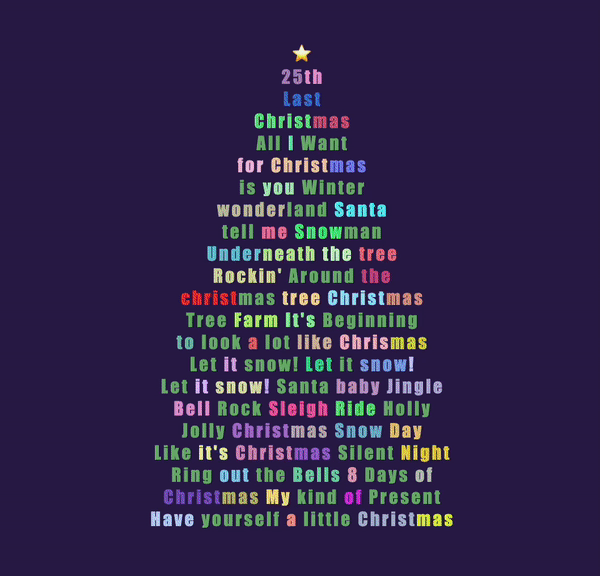 25th
Last
Christmas
All I Want
for Christmas
is you Winter
wonderland Santa
tell me Snowman
Underneath the tree
Rockin' Around the
christmas tree Christmas
Tree Farm It's Beginning
to look a lot like Chrismas
Let it snow! Let it snow!
Let it snow! Santa baby Jingle
Bell Rock Sleigh Ride Holly
Jolly Christmas Snow Day
Like it's Christmas Silent Night
Ring out the Bells 8 Days of
Christmas My kind of Present
Have yourself a little Christmas